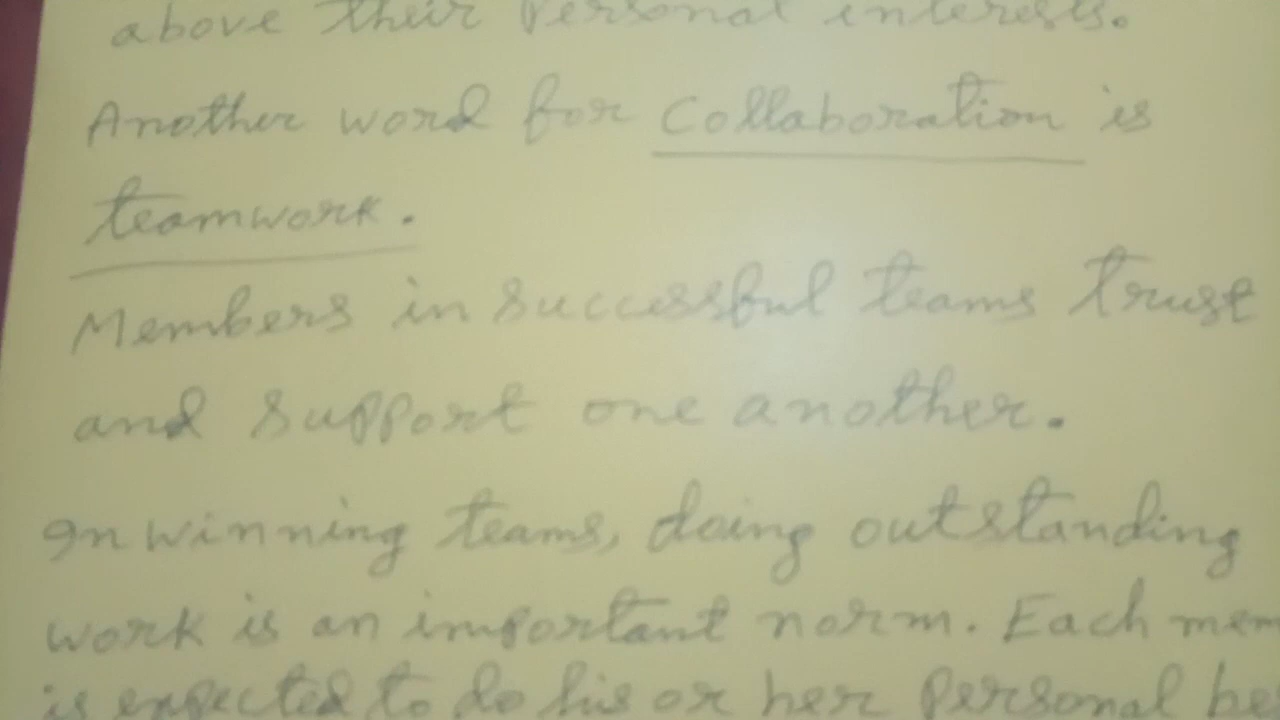 above their personal interests.
Another word for Collaboration is
teamwork.
Members in successful teams trust
and support one another.
In winning teams, doing outstanding
work is an important norm. Each mem
is expected to do his or her personal be